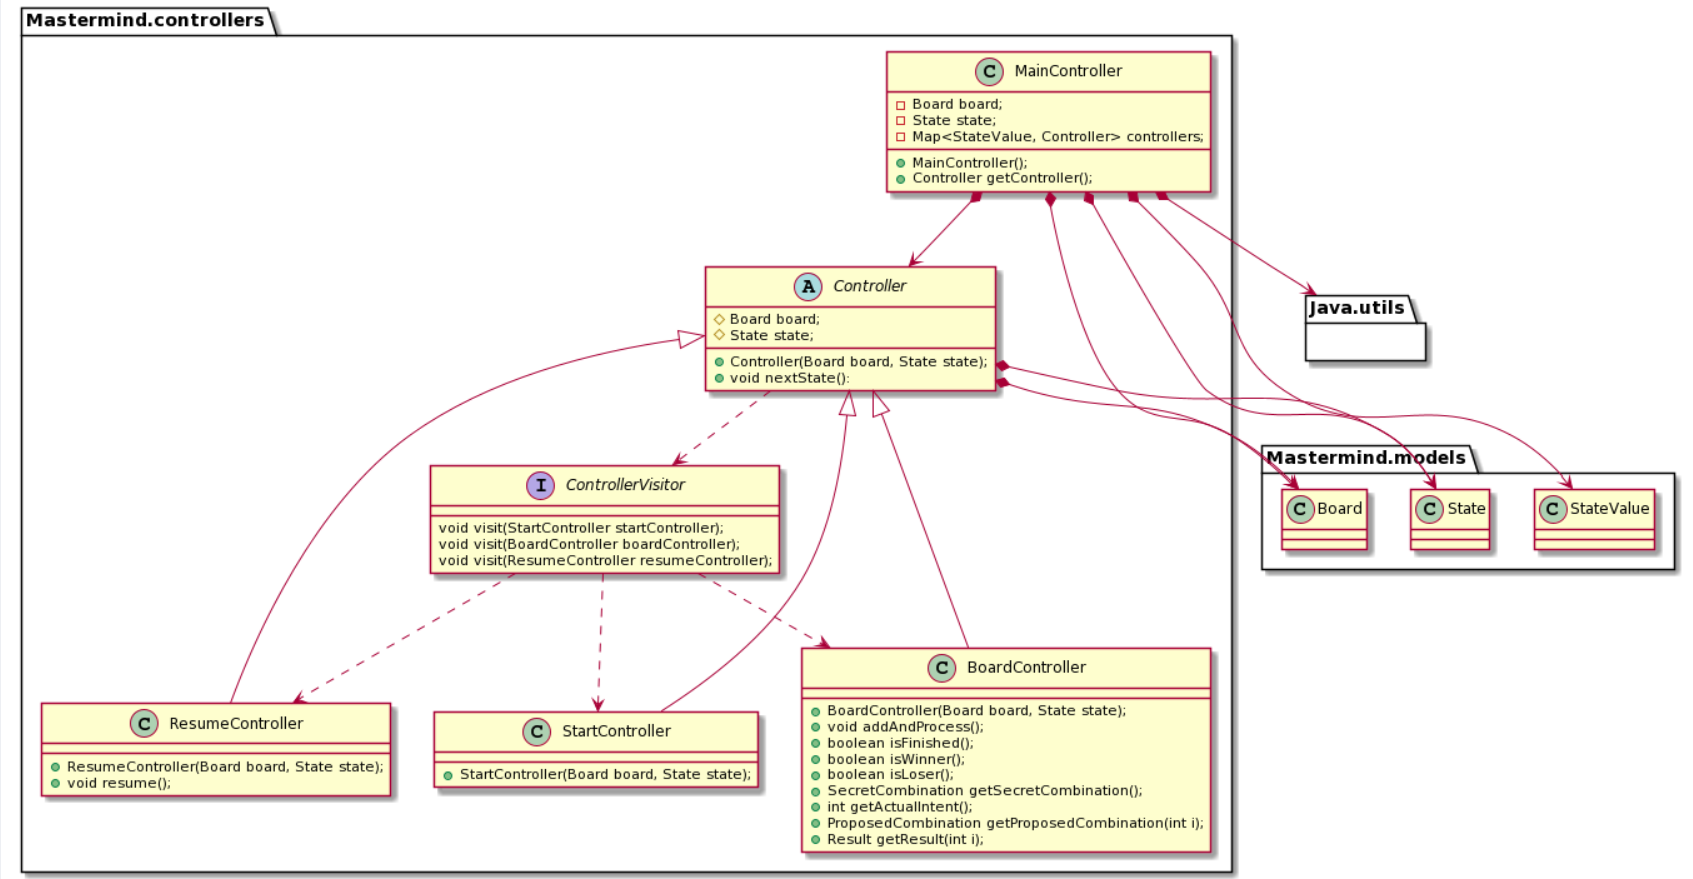 Mastermind.controllers
C MainController
Board board;
State state;
Map<StateValue, Controller> controllers;
MainController();
Controller getController();
A Controller
Board board;
State state;
Controller(Board board, State state);
void nextState():
Java.utils
I ControllerVisitor
void visit(StartController startController);
void visit(BoardController boardController);
void visit(ResumeController resumeController);
Mastermind.models
C Board
C State
C StateValue
C ResumeController
ResumeController(Board board, State state);
void resume();
C StartController
StartController(Board board, State state);
C BoardController
BoardController(Board board, State state);
void addAndProcess();
boolean isFinished();
boolean isWinner();
boolean isLoser();
SecretCombination getSecretCombination();
int getActualIntent();
ProposedCombination getProposedCombination(int i);
Result getResult(int i);